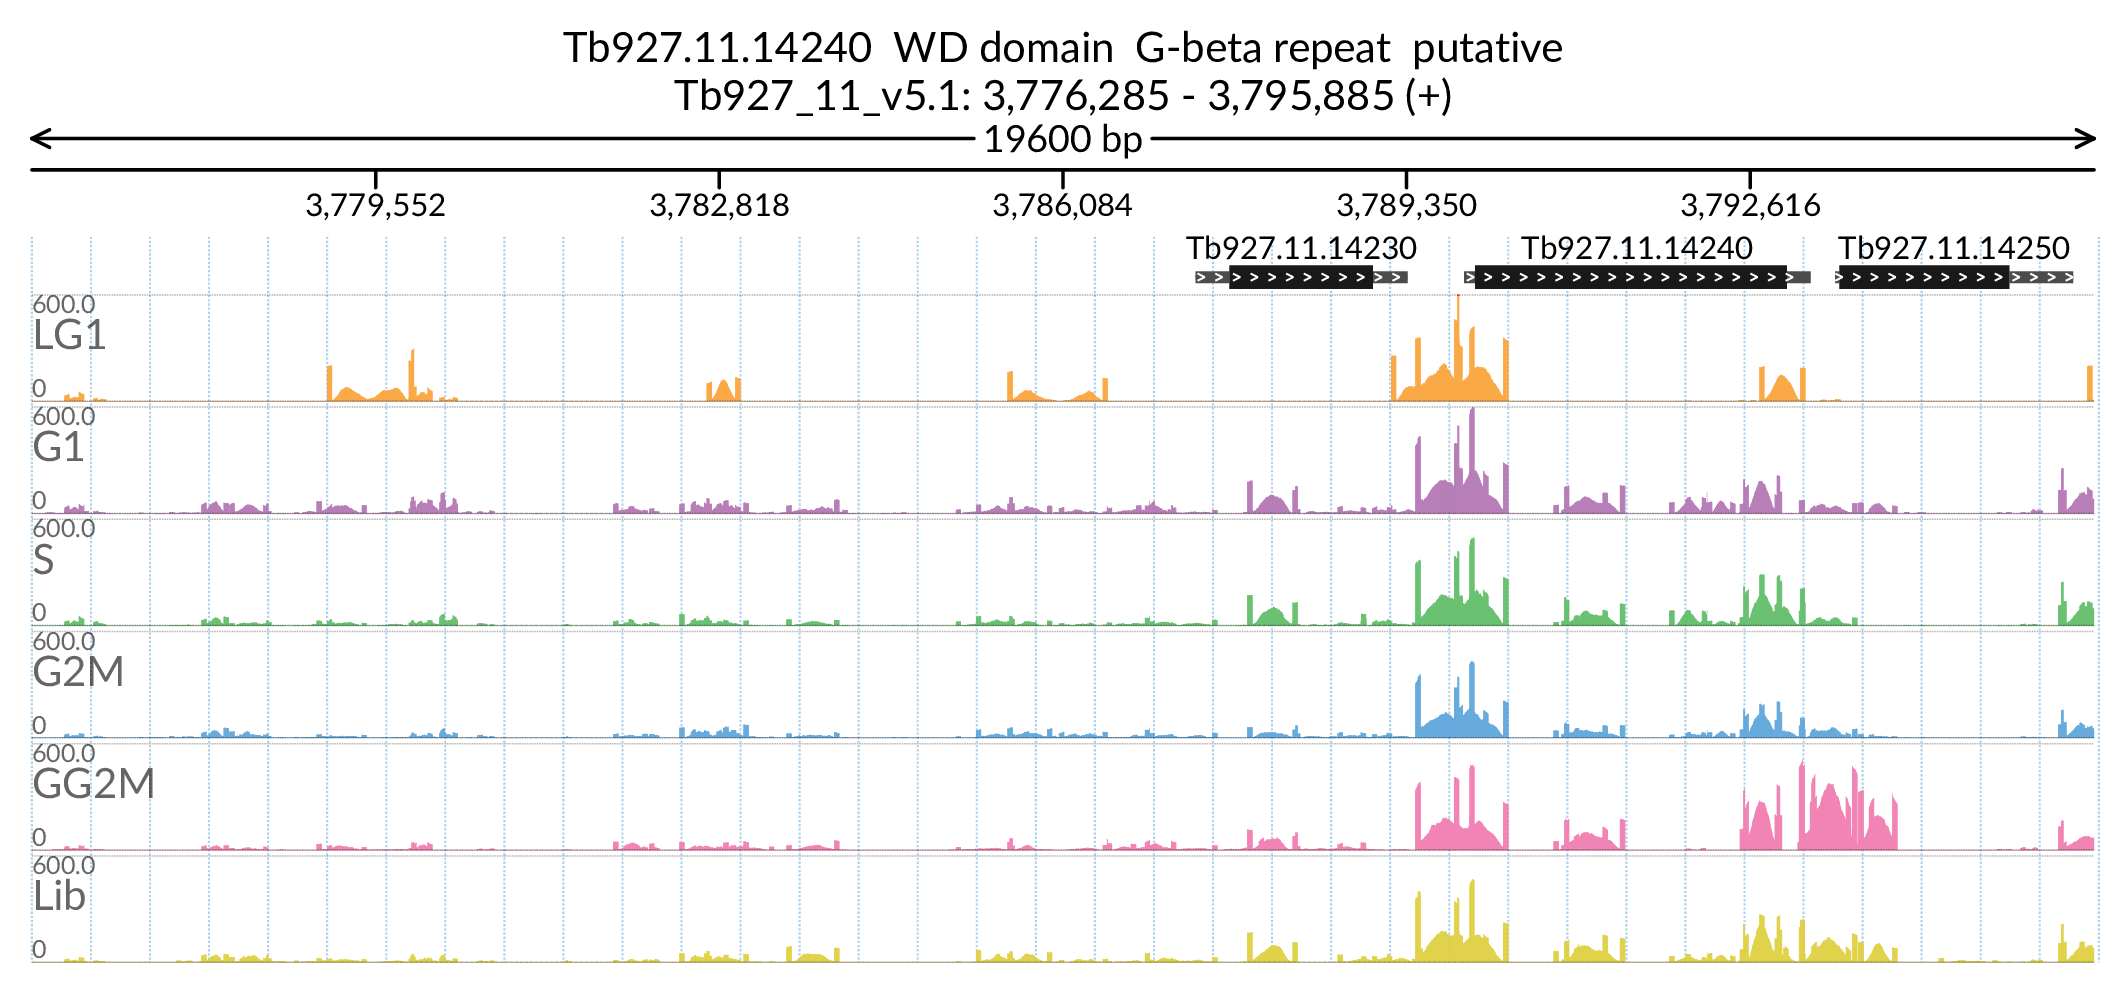 Tb927.11.14240 WD domain G-beta repeat putative
Tb927_11_v5.1: 3,776,285 - 3,795,885 (+)
19600 bp
3,779,552 3,782,818 3,786,084 3,789,350 3,792,616
Tb927.11.14230 Tb927.11.14240 Tb927.11.14250
600.0
LG1
0
600.0
G1
0
600.0
S
0
600.0
G2M
0
600.0
GG2M
0
600.0
Lib
0